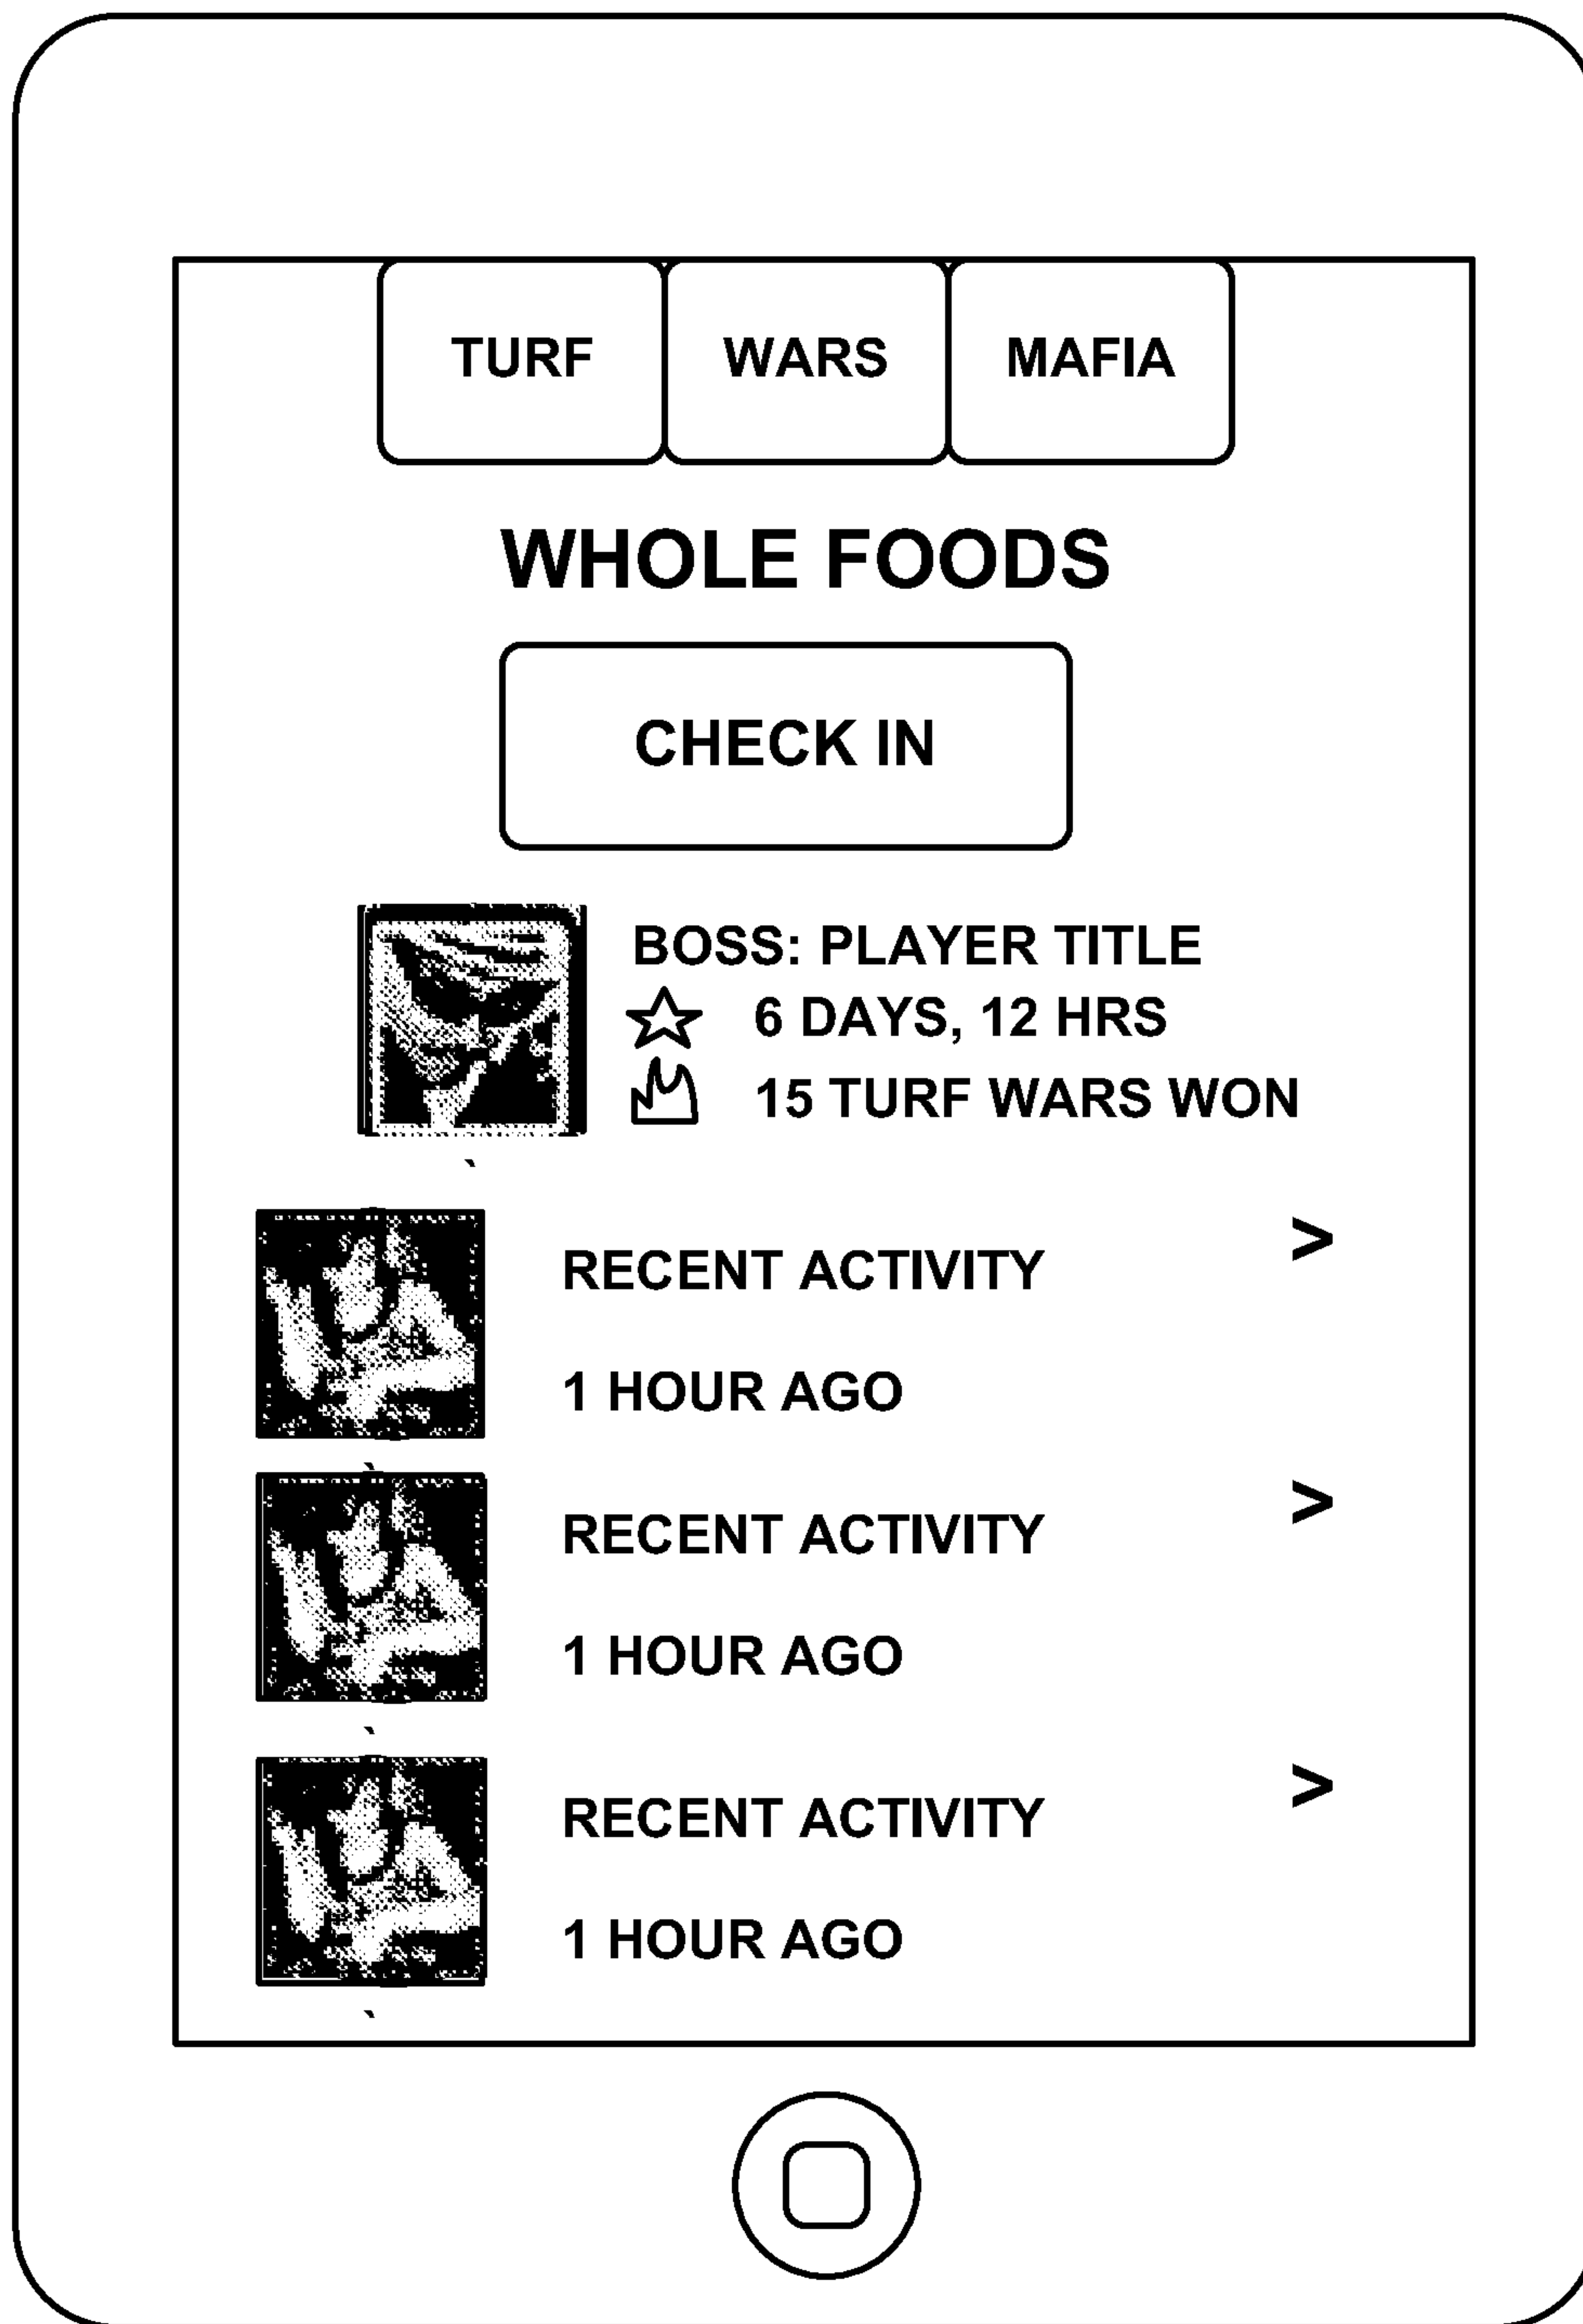 TURF WARS MAFIA
WHOLE FOODS
CHECK IN
BOSS: PLAYER TITLE
6 DAYS, 12 HRS
15 TURF WARS WON
RECENT ACTIVITY >
1 HOUR AGO
RECENT ACTIVITY >
1 HOUR AGO
RECENT ACTIVITY >
1 HOUR AGO